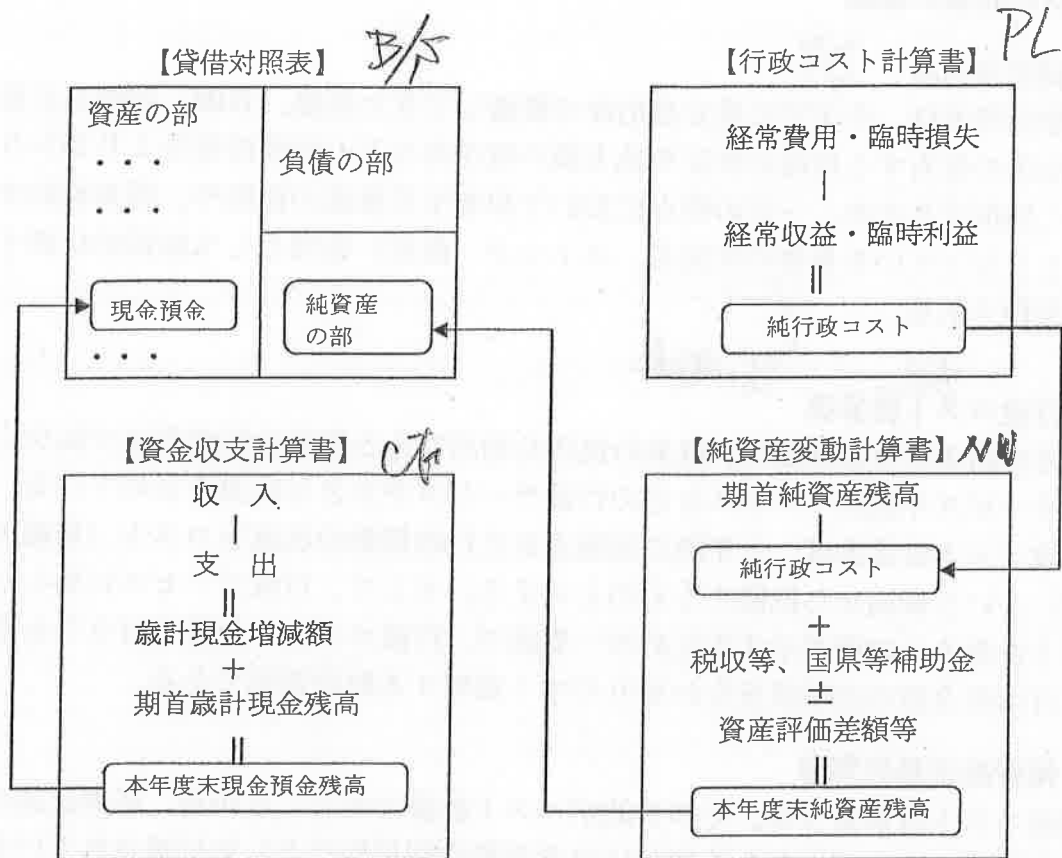 【貸借対照表】 B/S
資産の部
・・・
・・・
現金預金
・・・
負債の部
純資産
の部
【行政コスト計算書】 PL
経常費用・臨時損失
－
経常収益・臨時利益
＝
純行政コスト
【資金収支計算書】 CF
収　入
－
支　出
＝
歳計現金増減額
＋
期首歳計現金残高
＝
本年度末現金預金残高
【純資産変動計算書】 NW
期首純資産残高
－
純行政コスト
＋
税収等、国県等補助金
±
資産評価差額等
＝
本年度末純資産残高